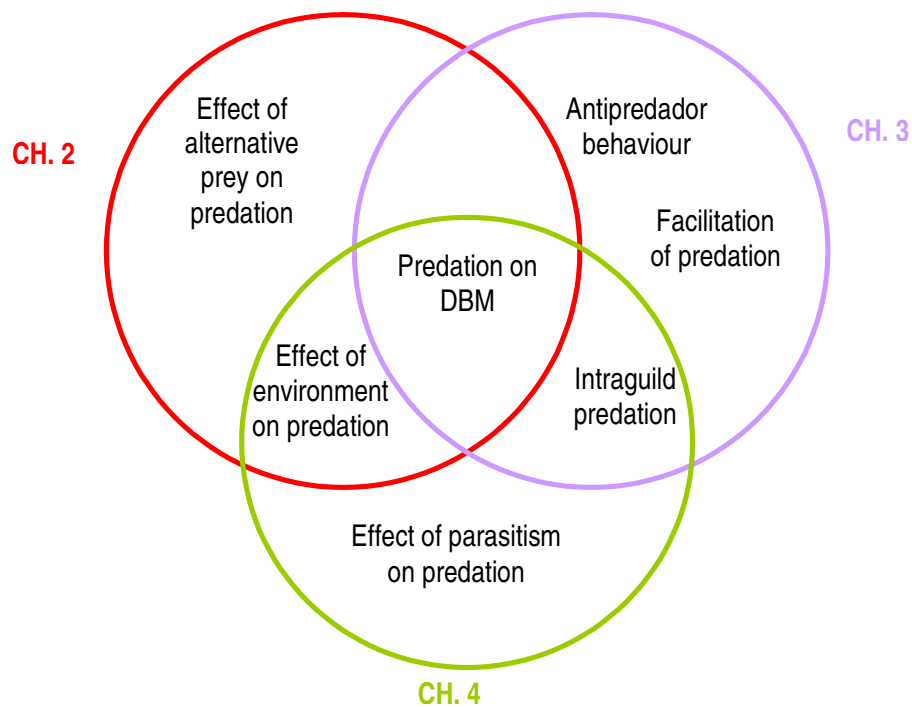 CH. 2
Effect of
alternative
prey on
predation
Antipredador
behaviour
CH. 3
Facilitation
of predation
Predation on
DBM
Effect of
environment
on predation
Intraguild
predation
Effect of parasitism
on predation
CH. 4